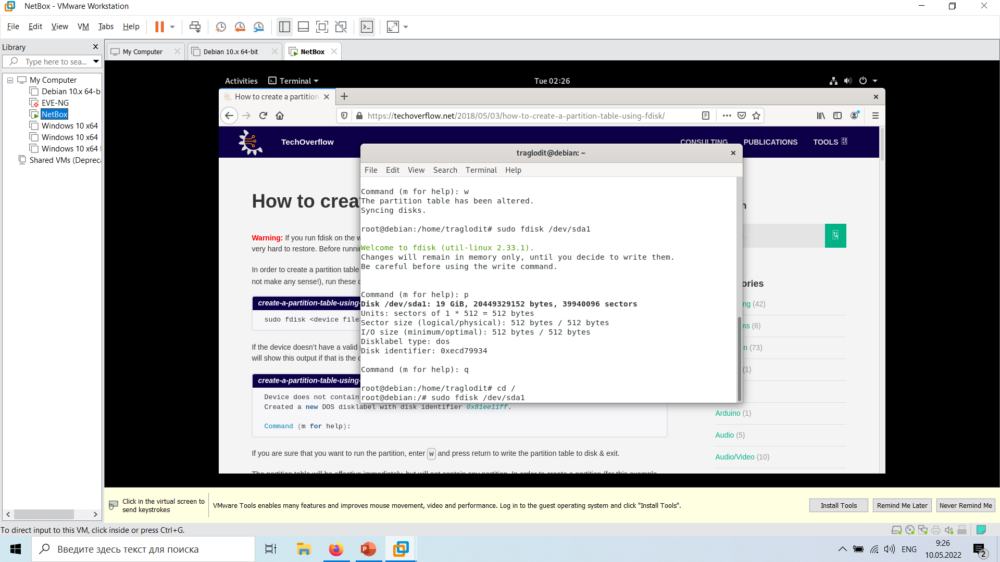 NetBox - VMware Workstation
File Edit View VM Tabs Help
Library
Type here to sea...
My Computer
Debian 10.x 64-b
EVE-NG
NetBox
Windows 10 x64
Windows 10 x64
Windows 10 x64
Shared VMs (Depreca
My Computer
Debian 10.x 64-bit
NetBox
Activities
Terminal
Tue 02:26
How to create a partition
https://techoverflow.net/2018/05/03/how-to-create-a-partition-table-using-fdisk/
TechOverflow
CONSULTING
PUBLICATIONS
TOOLS
How to crea
Warning: If you run fdisk on the w
very hard to restore. Before runni
In order to create a partition table
not make any sense!), run these c
create-a-partition-table-using-
sudo fdisk <device file>
If the device doesn't have a valid
will show this output if that is the c
create-a-partition-table-using-
Device does not contain
Created a new DOS disklabel with disk identifier 0x81ee11ff.
Command (m for help):
If you are sure that you want to run the partition, enter w and press return to write the partition table to disk & exit.
traglodit@debian: ~
File Edit View Search Terminal Help
Command (m for help): w
The partition table has been altered.
Syncing disks.
root@debian:/home/traglodit# sudo fdisk /dev/sda1
Welcome to fdisk (util-linux 2.33.1).
Changes will remain in memory only, until you decide to write them.
Be careful before using the write command.
Command (m for help): p
Disk /dev/sda1: 19 GiB, 20449329152 bytes, 39940096 sectors
Units: sectors of 1 * 512 = 512 bytes
Sector size (logical/physical): 512 bytes / 512 bytes
I/O size (minimum/optimal): 512 bytes / 512 bytes
Disklabel type: dos
Disk identifier: 0xecd79934
Command (m for help): q
root@debian:/home/traglodit# cd /
root@debian:/# sudo fdisk /dev/sda1
ories
ng (42)
ms (6)
n (73)
(1)
Arduino (1)
Audio (5)
Audio/Video (10)
Click in the virtual screen to
send keystrokes
VMware Tools enables many features and improves mouse movement, video and performance. Log in to the guest operating system and click "Install Tools".
Install Tools
Remind Me Later
Never Remind Me
To direct input to this VM, click inside or press Ctrl+G.
Введите здесь текст для поиска
ENG
9:26
10.05.2022
2